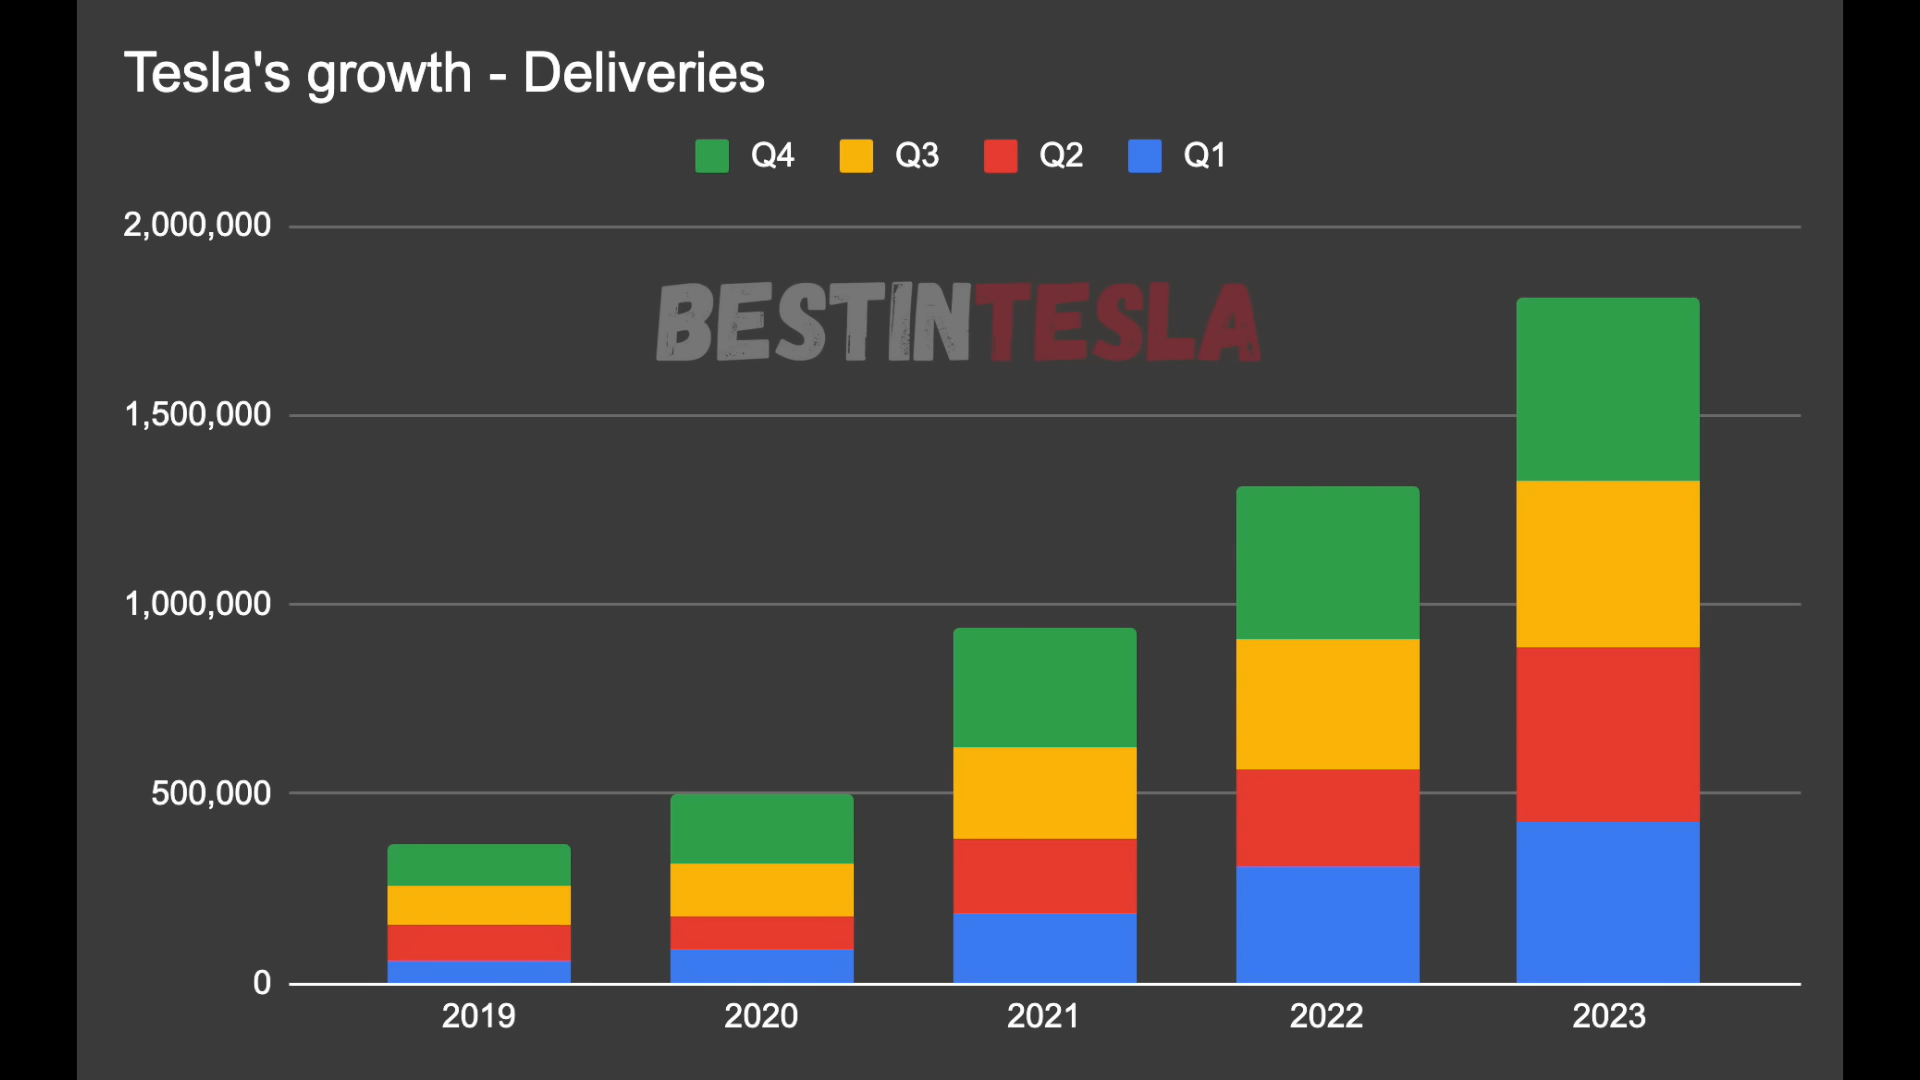 Tesla's growth - Deliveries
Q4 Q3 Q2 Q1
2,000,000
BESTINTESLA
1,500,000
1,000,000
500,000
0
2019 2020 2021 2022 2023